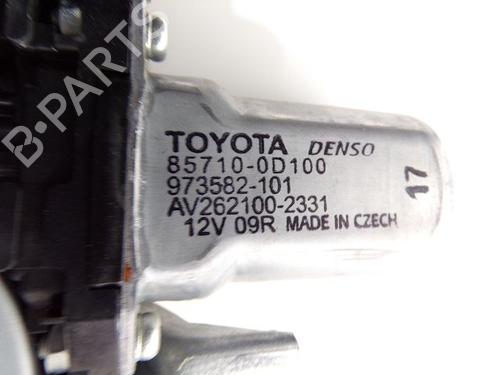 TOYOTA DENSO
85710-0D100
973582-101
AV262100-2331
12V 09R MADE IN CZECH
17
B-PARTS